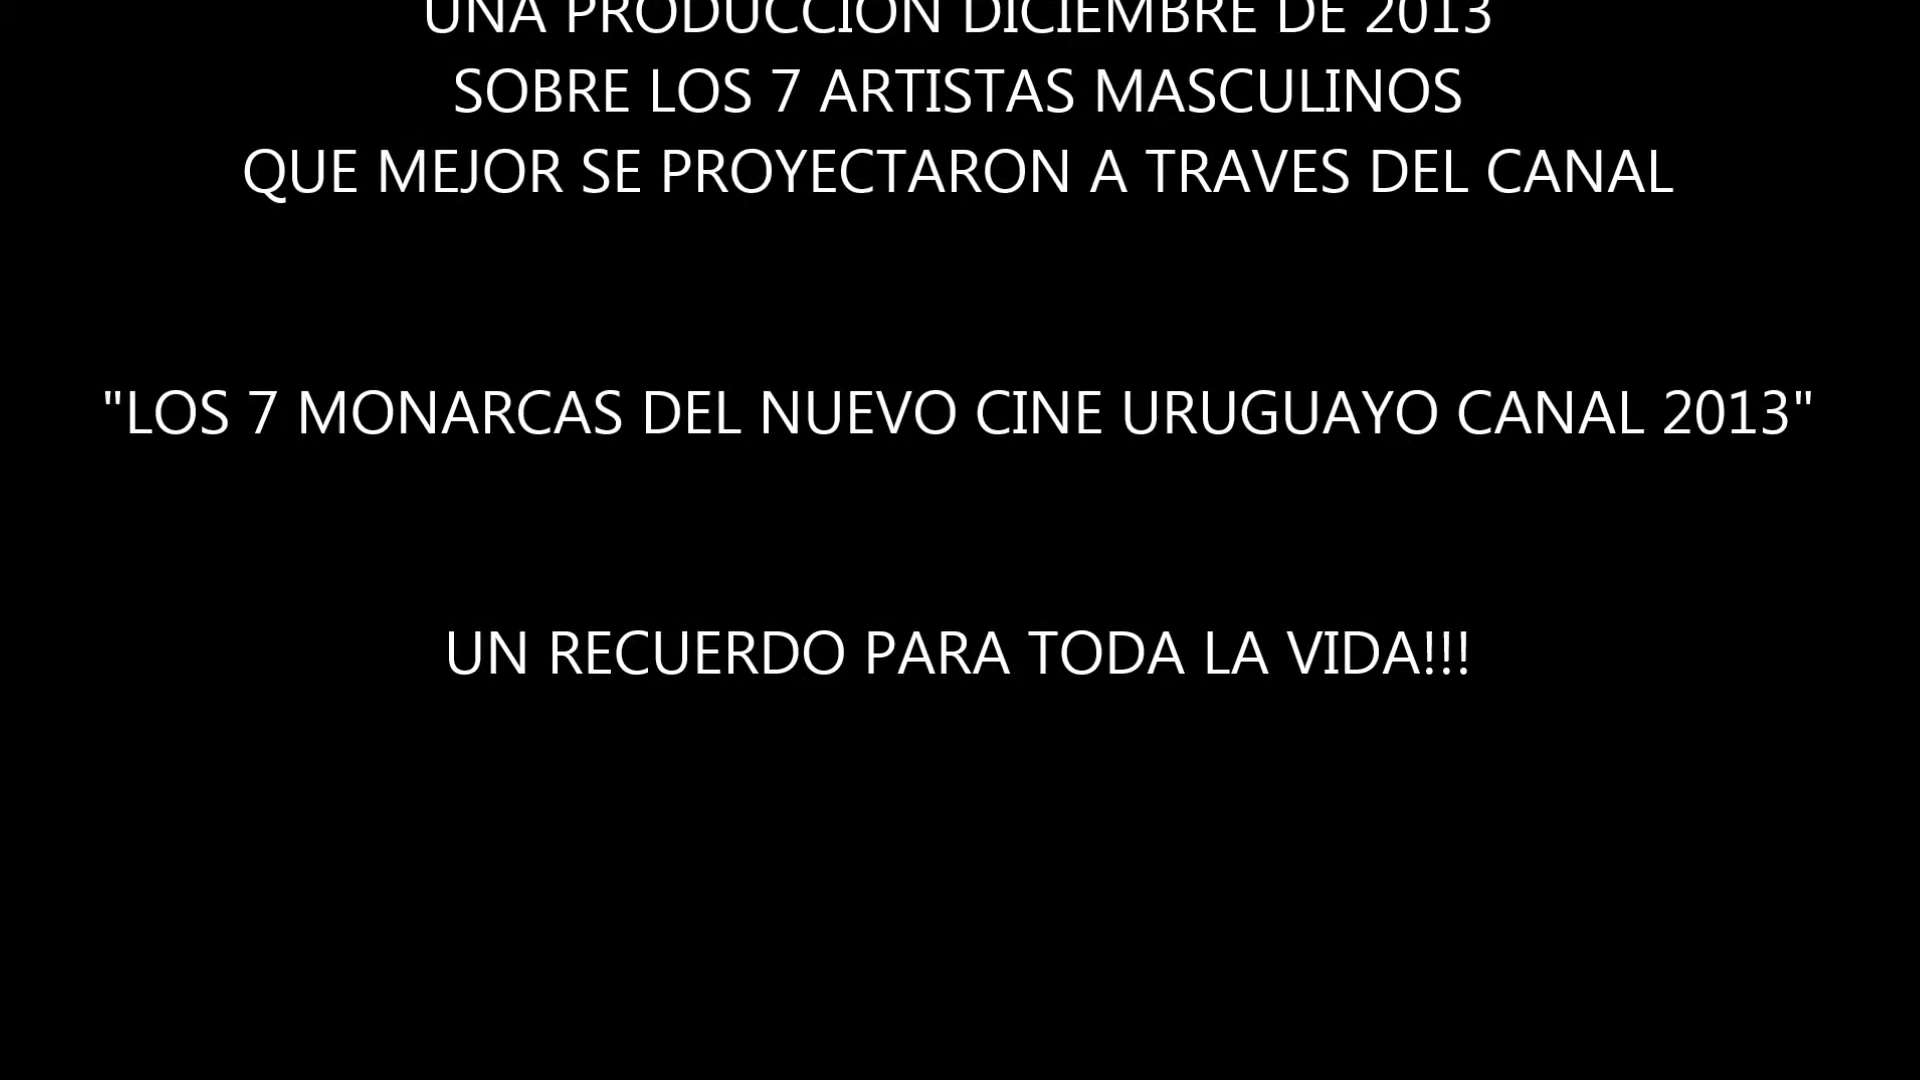 UNA PRODUCCION DICIEMBRE DE 2013
SOBRE LOS 7 ARTISTAS MASCULINOS
QUE MEJOR SE PROYECTARON A TRAVES DEL CANAL
"LOS 7 MONARCAS DEL NUEVO CINE URUGUAYO CANAL 2013"
UN RECUERDO PARA TODA LA VIDA!!!